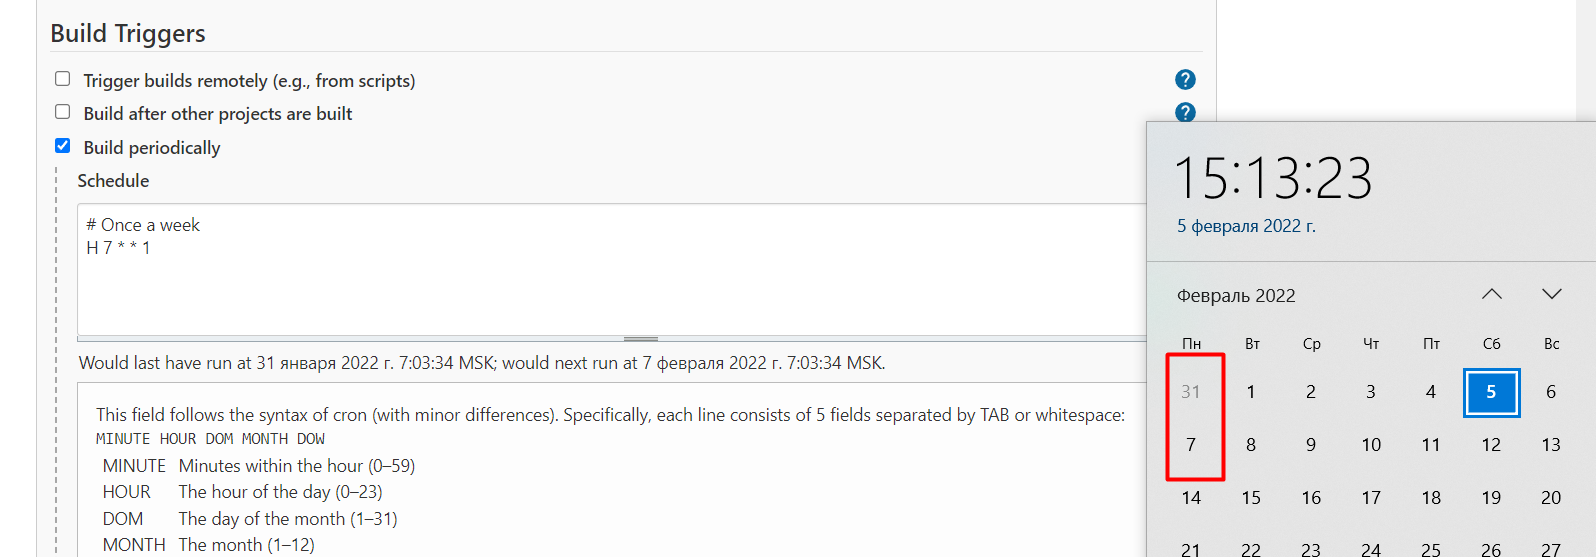 Build Triggers
Trigger builds remotely (e.g., from scripts)
?
Build after other projects are built
?
Build periodically
Schedule
# Once a week
H 7 * * 1
Would last have run at 31 января 2022 г. 7:03:34 MSK; would next run at 7 февраля 2022 г. 7:03:34 MSK.
This field follows the syntax of cron (with minor differences). Specifically, each line consists of 5 fields separated by TAB or whitespace:
MINUTE HOUR DOM MONTH DOW
MINUTE Minutes within the hour (0–59)
HOUR The hour of the day (0–23)
DOM The day of the month (1–31)
MONTH The month (1–12)
15:13:23
5 февраля 2022 г.
Февраль 2022
Пн Вт Ср Чт Пт Сб Вс
31 1 2 3 4 5 6
7 8 9 10 11 12 13
14 15 16 17 18 19 20
21 22 23 24 25 26 27